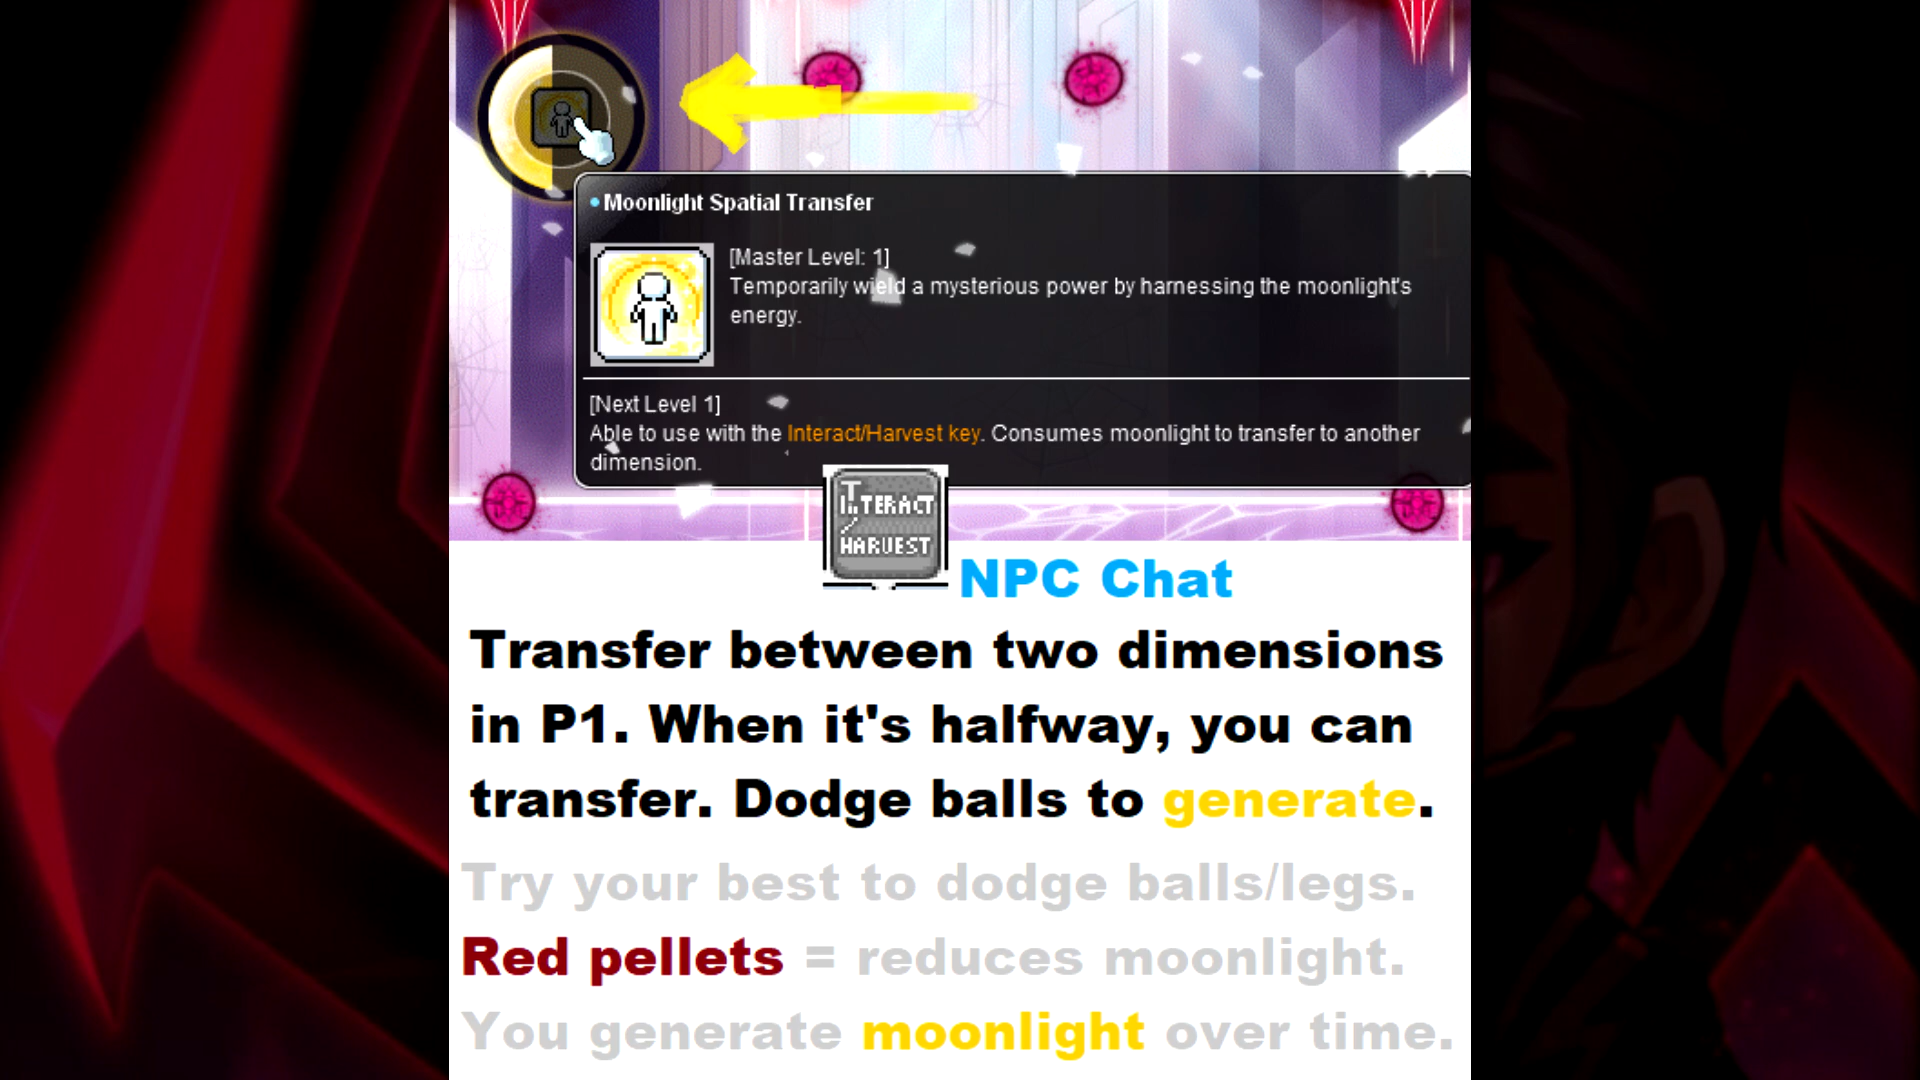 • Moonlight Spatial Transfer
[Master Level: 1]
Temporarily wield a mysterious power by harnessing the moonlight's
energy.
[Next Level 1]
Able to use with the Interact/Harvest key. Consumes moonlight to transfer to another
dimension.
INTERACT
/
HARVEST
NPC Chat
Transfer between two dimensions
in P1. When it's halfway, you can
transfer. Dodge balls to generate.
Try your best to dodge balls/legs.
Red pellets = reduces moonlight.
You generate moonlight over time.